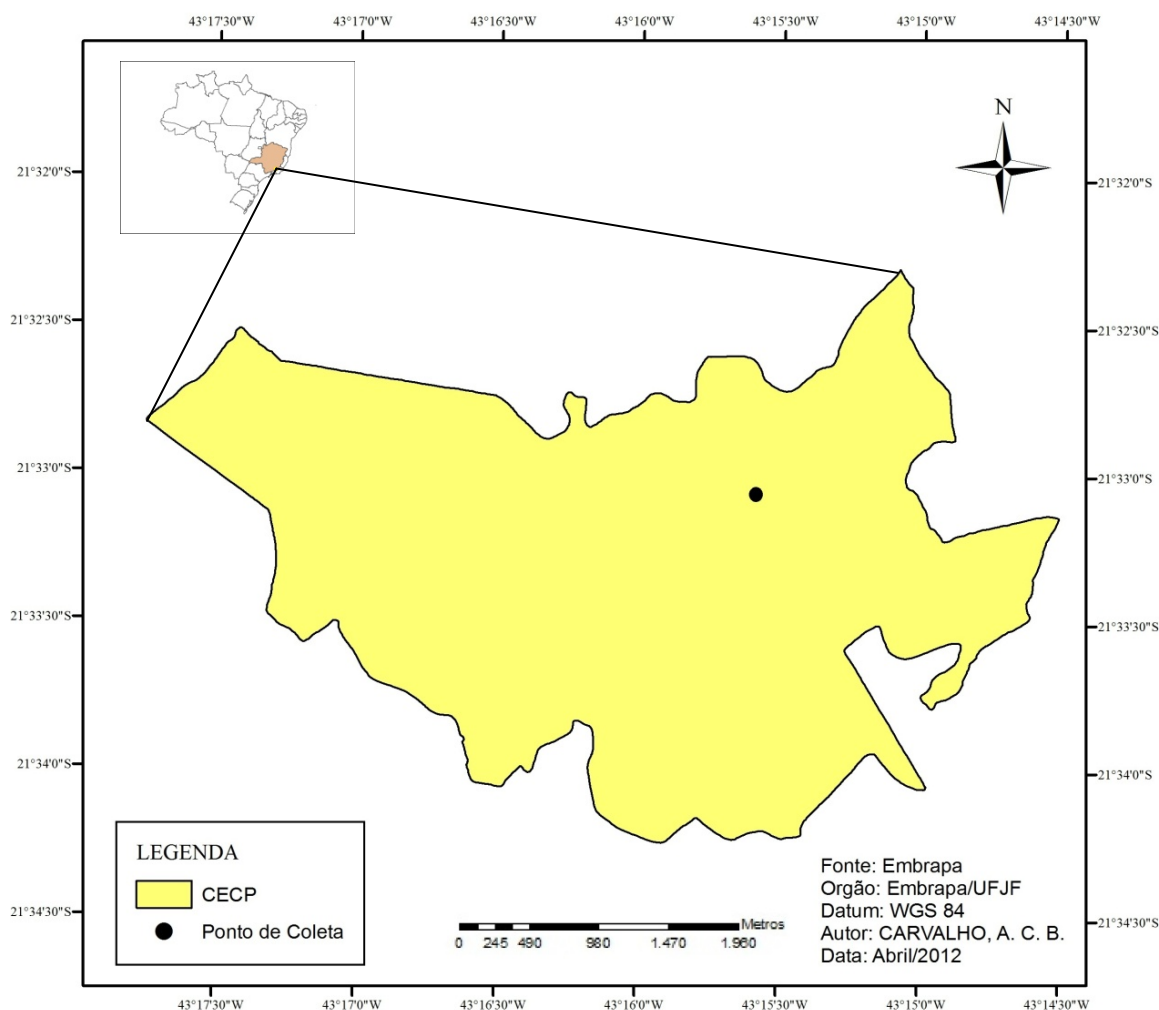 43°17'30"W 43°17'0"W 43°16'30"W 43°16'0"W 43°15'30"W 43°15'0"W 43°14'30"W
N
21°32'0"S 21°32'0"S
21°32'30"S 21°32'30"S
21°33'0"S 21°33'0"S
21°33'30"S 21°33'30"S
21°34'0"S 21°34'0"S
21°34'30"S 21°34'30"S
LEGENDA
CECP
Ponto de Coleta
Metros
0 245 490 980 1.470 1.960
Fonte: Embrapa
Orgão: Embrapa/UFJF
Datum: WGS 84
Autor: CARVALHO, A. C. B.
Data: Abril/2012
43°17'30"W 43°17'0"W 43°16'30"W 43°16'0"W 43°15'30"W 43°15'0"W 43°14'30"W